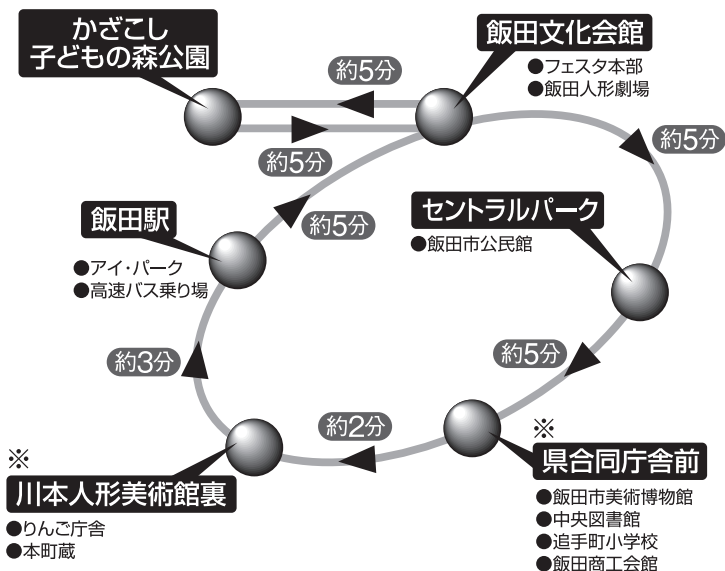 かざこし
子どもの森公園
飯田文化会館
●フェスタ本部
●飯田人形劇場
約5分
約5分
約5分
約5分
飯田駅
●アイ・パーク
●高速バス乗り場
セントラルパーク
●飯田市公民館
約3分
約5分
約2分
※
川本人形美術館裏
●りんご庁舎
●本町蔵
※
県合同庁舎前
●飯田市美術博物館
●中央図書館
●追手町小学校
●飯田商工会館